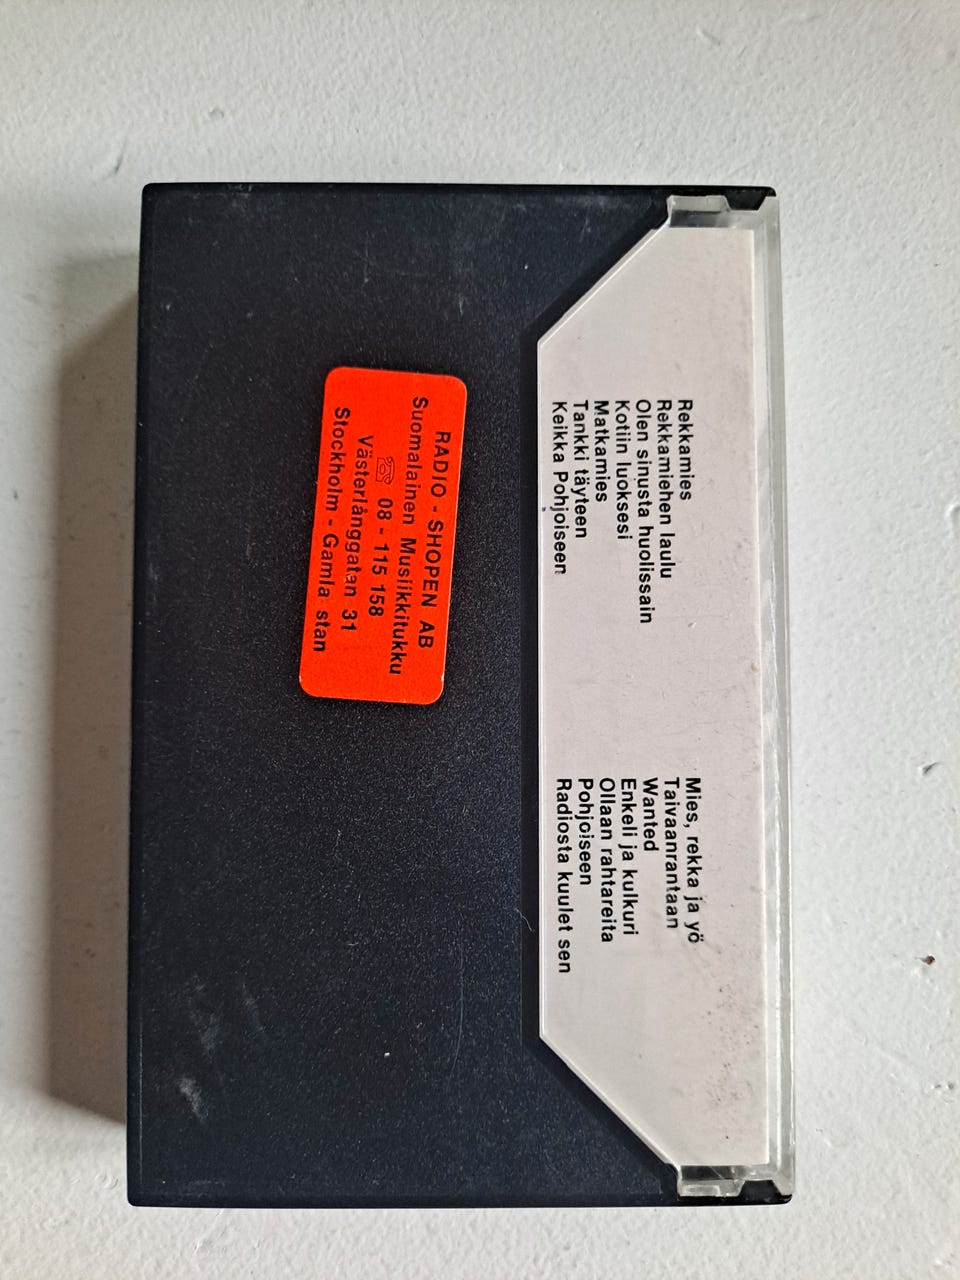 Rekkamies
Rekkamiehen laulu
Olen sinusta huolissain
Kotiin luoksesi
Matkamies
Tankki täyteen
Keikka Pohjoiseen
Mies, rekka ja yö
Taivaanrantaan
Wanted
Enkeli ja kulkuri
Ollaan rahtareita
Pohjoiseen
Radiosta kuulet sen
RADIO - SHOPEN AB
Suomalainen Musiikkitukku
☏ 08 - 115 158
Västerlånggatan 31
Stockholm - Gamla stan